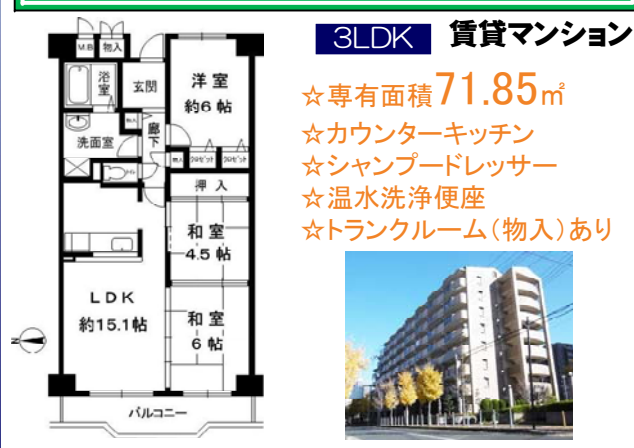 3LDK 賃貸マンション
☆専有面積71.85㎡
☆カウンターキッチン
☆シャンプードレッサー
☆温水洗浄便座
☆トランクルーム(物入)あり
M.B 物入
浴室
玄関
洋室
約6帖
洗面室
物入
廊下
トイレ
物入 クロゼット クロゼット
押入
和室
4.5帖
LDK
約15.1帖
和室
6帖
N
バルコニー